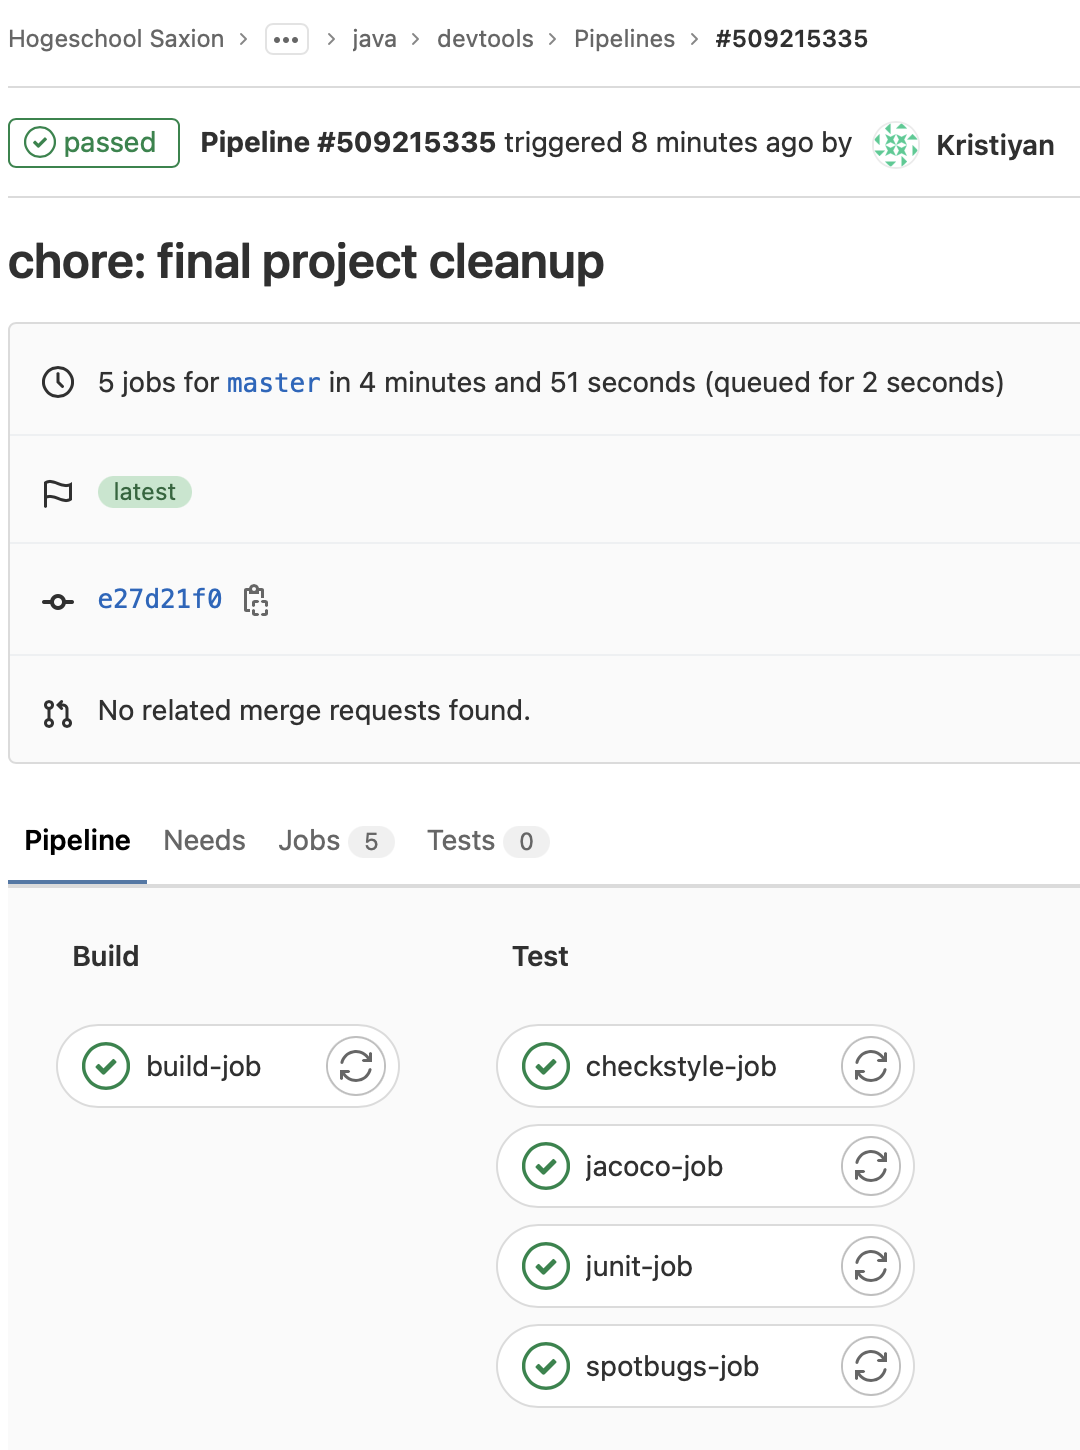 Hogeschool Saxion > ••• > java > devtools > Pipelines > #509215335
passed Pipeline #509215335 triggered 8 minutes ago by Kristiyan
chore: final project cleanup
5 jobs for master in 4 minutes and 51 seconds (queued for 2 seconds)
latest
e27d21f0
No related merge requests found.
Pipeline Needs Jobs 5 Tests 0
Build Test
build-job checkstyle-job
jacoco-job
junit-job
spotbugs-job